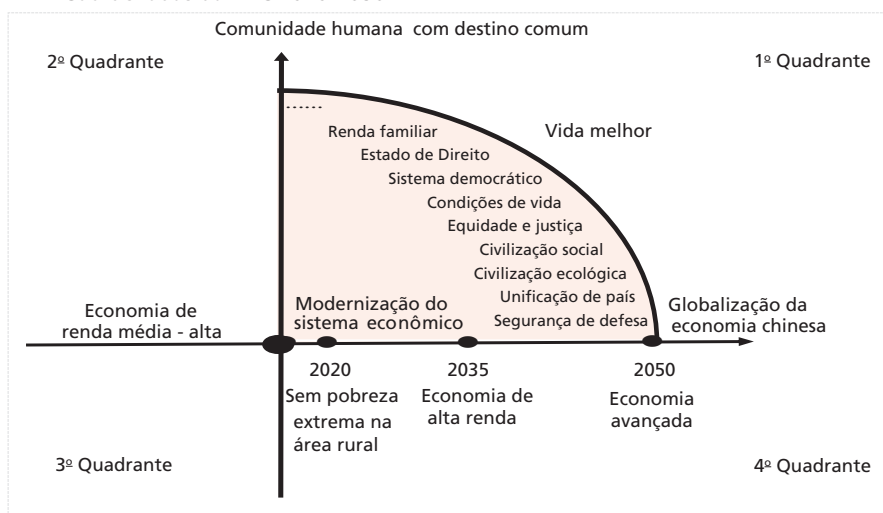 Comunidade humana com destino comum
2º Quadrante
1º Quadrante
Vida melhor
Renda familiar
Estado de Direito
Sistema democrático
Condições de vida
Equidade e justiça
Civilização social
Civilização ecológica
Unificação de país
Segurança de defesa
Economia de
renda média - alta
Modernização do
sistema econômico
Globalização da
economia chinesa
2020
Sem pobreza
extrema na
área rural
2035
Economia de
alta renda
2050
Economia
avançada
3º Quadrante
4º Quadrante